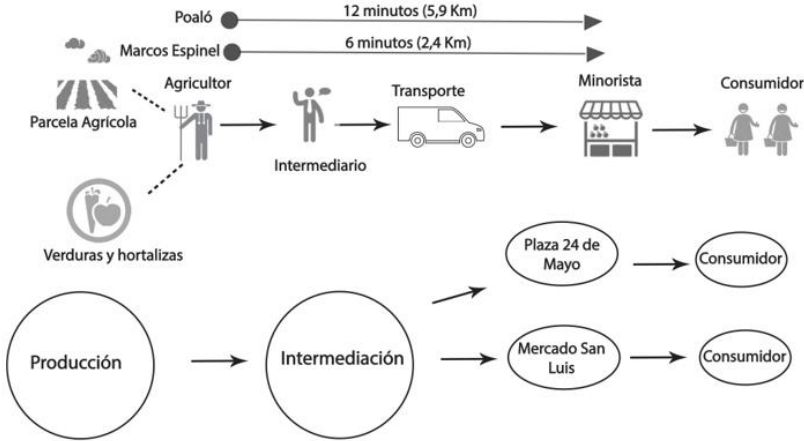 Poaló
12 minutos (5,9 Km)
Marcos Espinel
6 minutos (2,4 Km)
Agricultor
Transporte
Minorista
Consumidor
Parcela Agrícola
Intermediario
Verduras y hortalizas
Plaza 24 de
Mayo
Consumidor
Producción
Intermediación
Mercado San
Luis
Consumidor